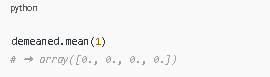 python
demeaned.mean(1)
# → array([0., 0., 0., 0.])